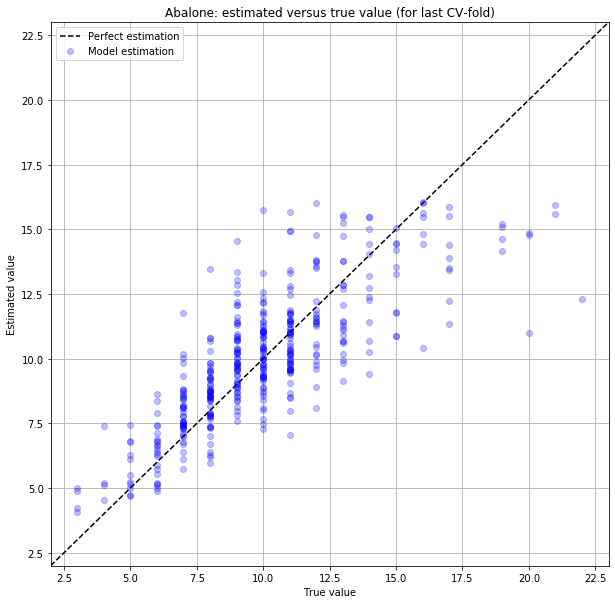 Abalone: estimated versus true value (for last CV-fold)
Perfect estimation
Model estimation
Estimated value
22.5
20.0
17.5
15.0
12.5
10.0
7.5
5.0
2.5
2.5 5.0 7.5 10.0 12.5 15.0 17.5 20.0 22.5
True value